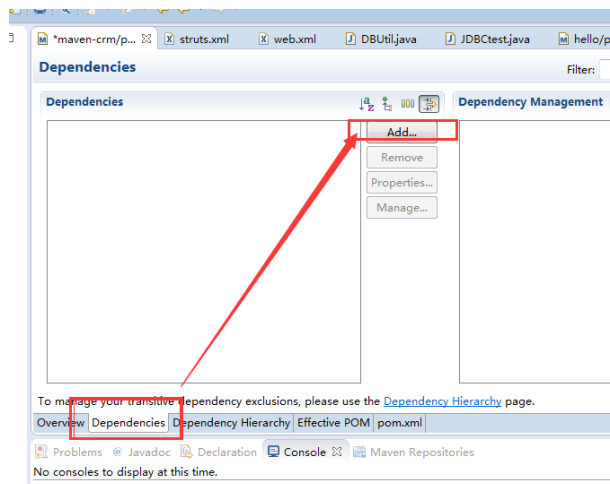 *maven-crm/p... struts.xml web.xml DBUtil.java JDBCtest.java hello/p
Dependencies
Filter:
Dependencies
Dependency Management
Add...
Remove
Properties...
Manage...
To manage your transitive dependency exclusions, please use the Dependency Hierarchy page.
Overview Dependencies Dependency Hierarchy Effective POM pom.xml
Problems @ Javadoc Declaration Console Maven Repositories
No consoles to display at this time.